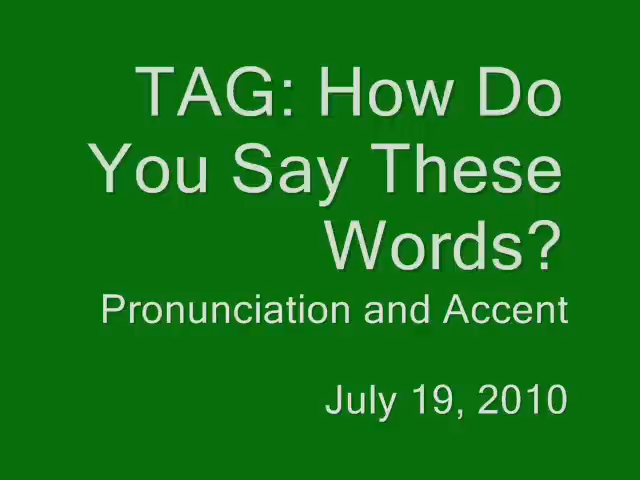 TAG: How Do
You Say These
Words?
Pronunciation and Accent
July 19, 2010